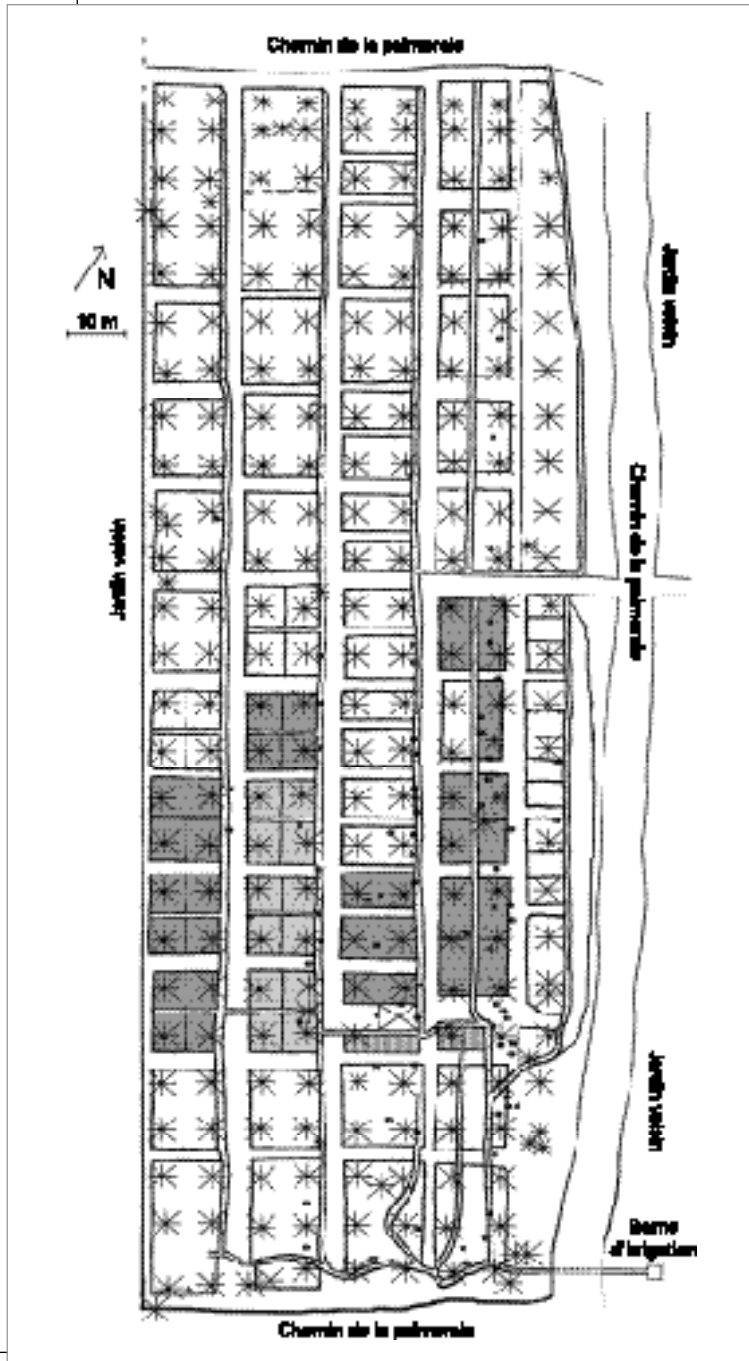 Chemin de la palmeraie
Jardin voisin
N
10 m
Chemin de la palmeraie
Jardin voisin
Jardin voisin
Borne
d'irrigation
Chemin de la palmeraie